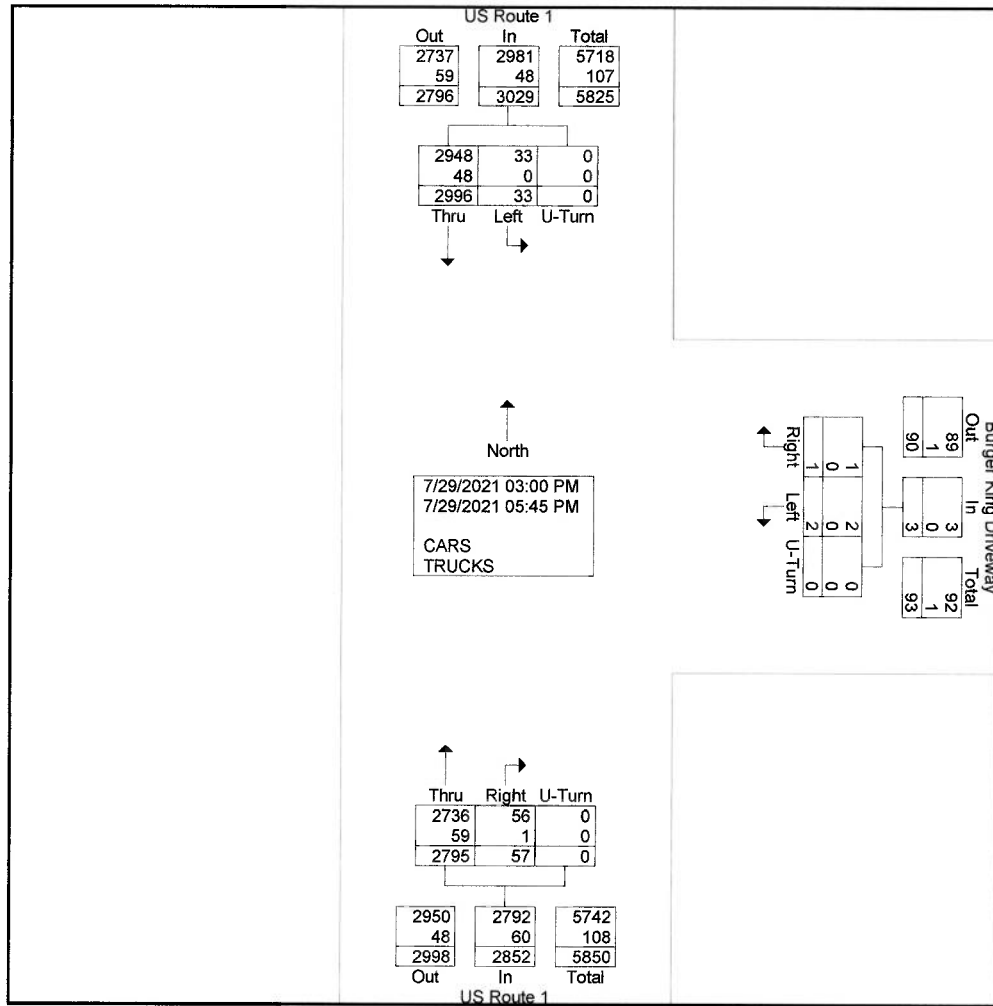 US Route 1
Out In Total
2737 2981 5718
59 48 107
2796 3029 5825
2948 33 0
48 0 0
2996 33 0
Thru Left U-Turn
North
7/29/2021 03:00 PM
7/29/2021 05:45 PM
CARS
TRUCKS
Burger King Driveway
Out In Total
89 3 92
1 0 1
90 3 93
1 2 0
0 0 0
1 2 0
Right Left U-Turn
Thru Right U-Turn
2736 56 0
59 1 0
2795 57 0
2950 2792 5742
48 60 108
2998 2852 5850
Out In Total
US Route 1